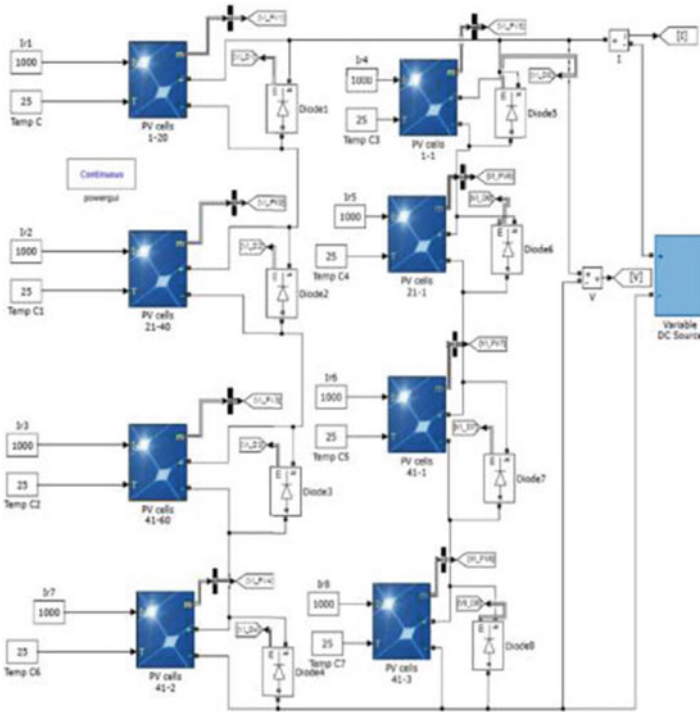 Ir1
1000
25
Temp C
PV cells
1-20
Diode1
Continuous
powergui
Ir2
1000
25
Temp C1
PV cells
21-40
Diode2
Ir3
1000
25
Temp C2
PV cells
41-60
Diode3
Ir7
1000
25
Temp C6
PV cells
41-2
Diode4
Ir4
1000
25
Temp C3
PV cells
1-1
Diode5
Ir5
1000
25
Temp C4
PV cells
21-1
Diode6
Ir6
1000
25
Temp C5
PV cells
41-1
Diode7
Ir8
1000
25
Temp C7
PV cells
41-3
Diode8
I
[I]
V
[V]
Variable
DC Source